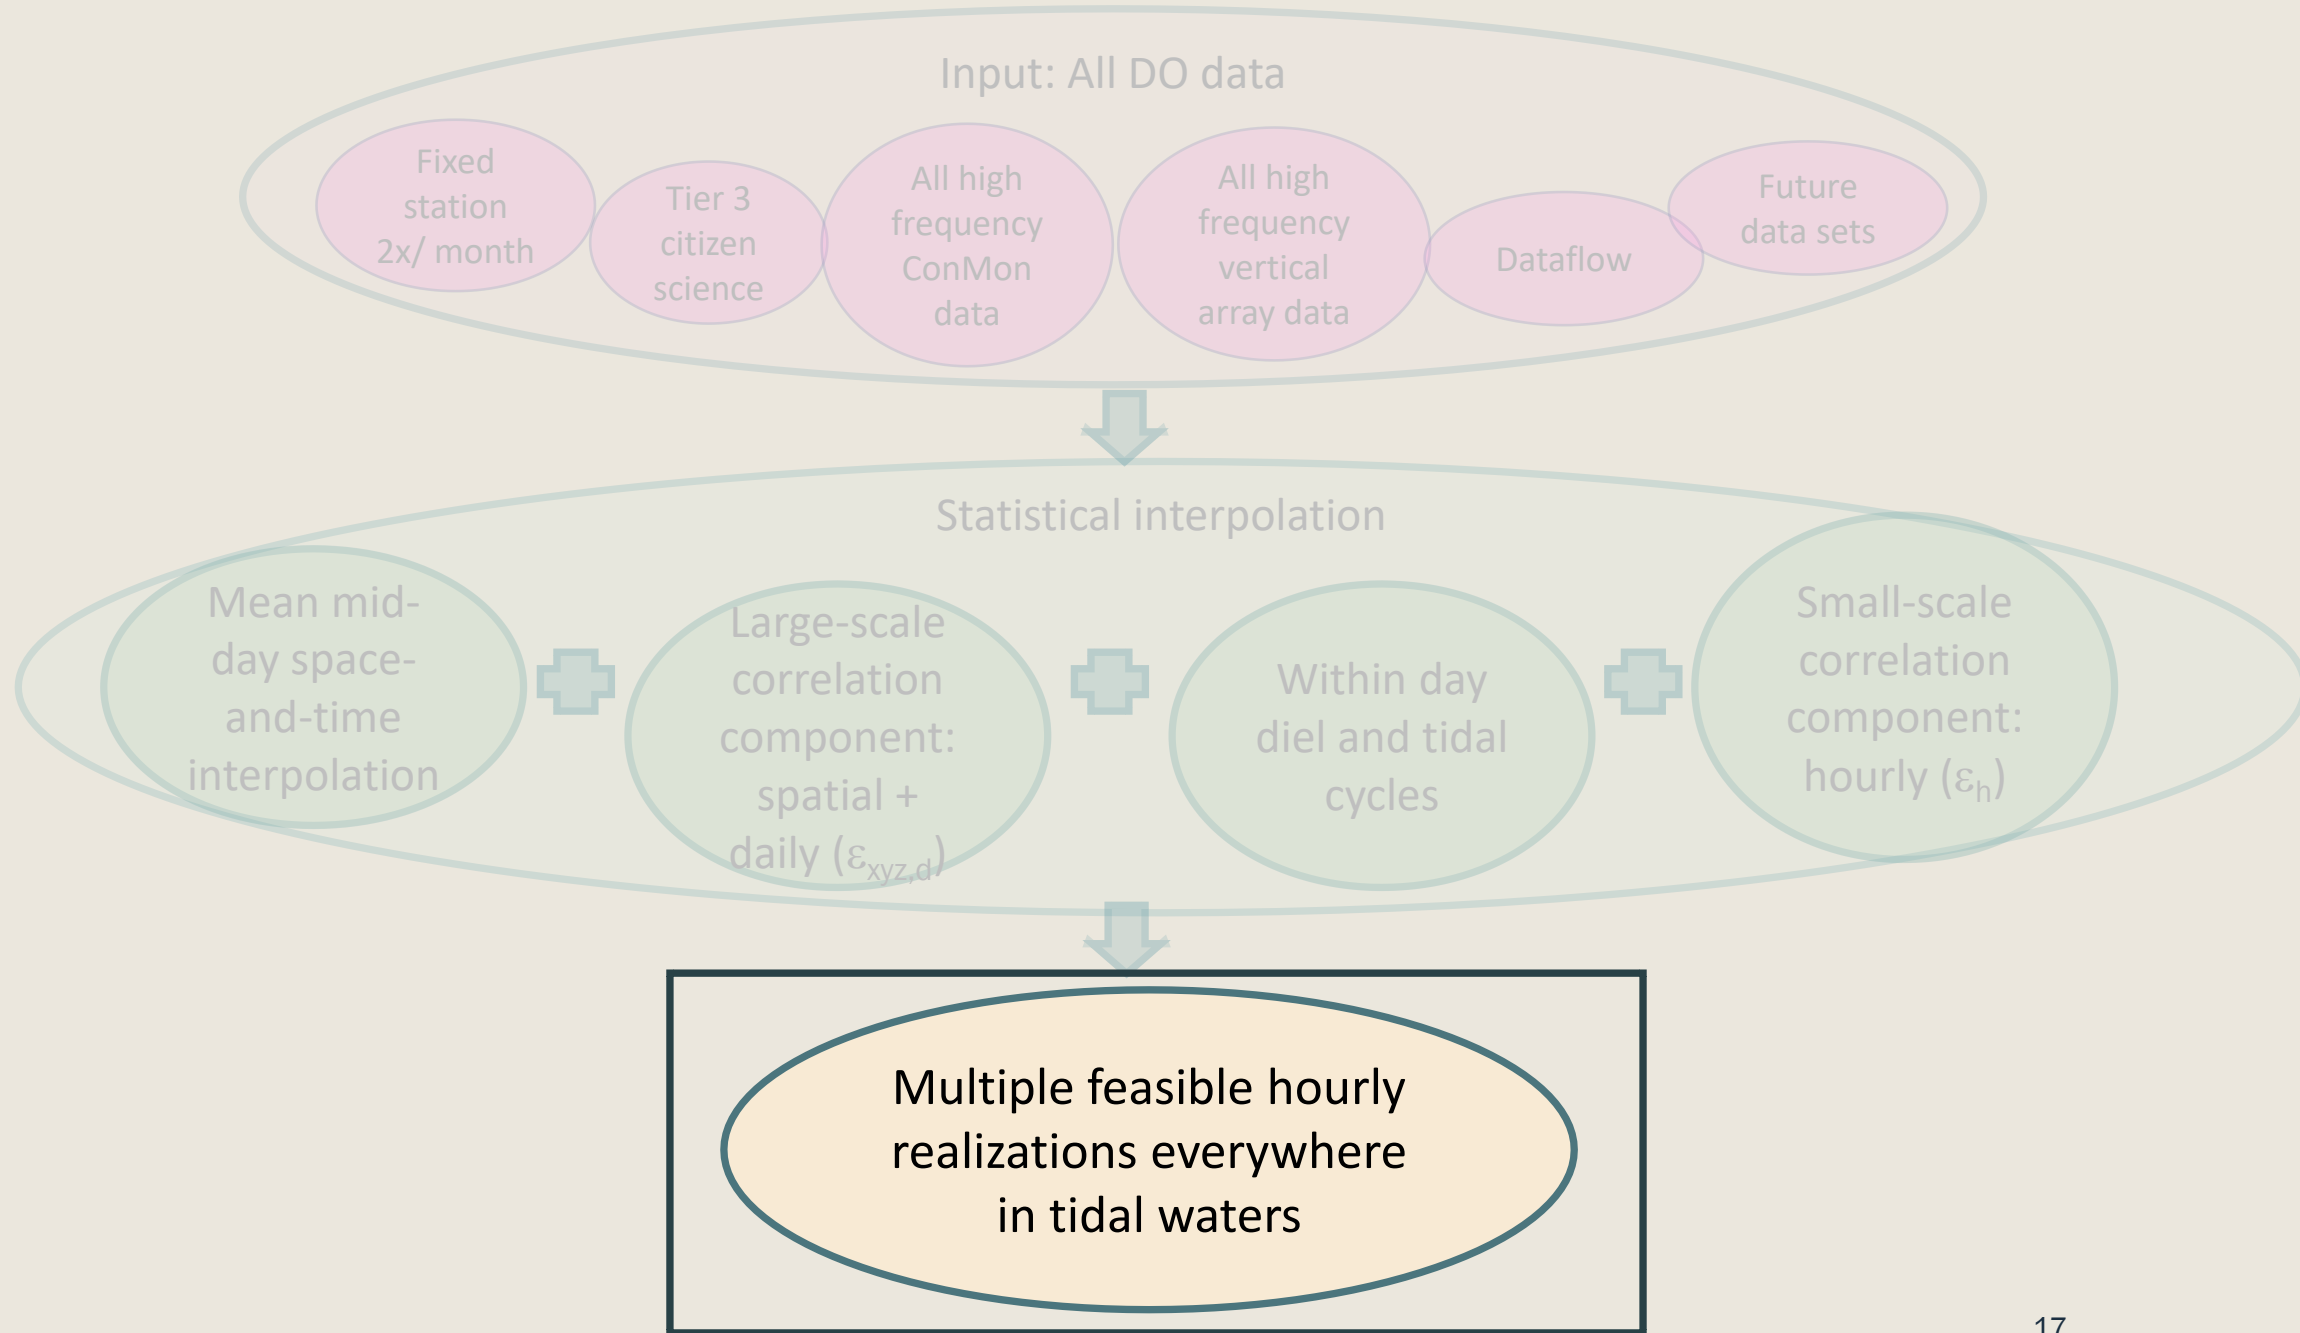 Input: All DO data
Fixed
station
2x/ month
Tier 3
citizen
science
All high
frequency
ConMon
data
All high
frequency
vertical
array data
Dataflow
Future
data sets
Statistical interpolation
Mean mid-
day space-
and-time
interpolation
Large-scale
correlation
component:
spatial +
daily (εxyz,d)
Within day
diel and tidal
cycles
Small-scale
correlation
component:
hourly (εh)
Multiple feasible hourly
realizations everywhere
in tidal waters
17